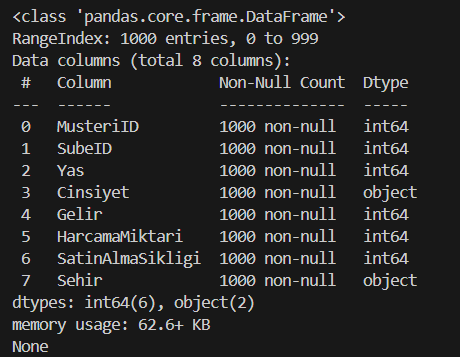 <class 'pandas.core.frame.DataFrame'>
RangeIndex: 1000 entries, 0 to 999
Data columns (total 8 columns):
 #   Column            Non-Null Count  Dtype
---  ------            --------------  -----
 0   MusteriID         1000 non-null   int64
 1   SubeID            1000 non-null   int64
 2   Yas               1000 non-null   int64
 3   Cinsiyet          1000 non-null   object
 4   Gelir             1000 non-null   int64
 5   HarcamaMiktari    1000 non-null   int64
 6   SatinAlmaSikligi  1000 non-null   int64
 7   Sehir             1000 non-null   object
dtypes: int64(6), object(2)
memory usage: 62.6+ KB
None